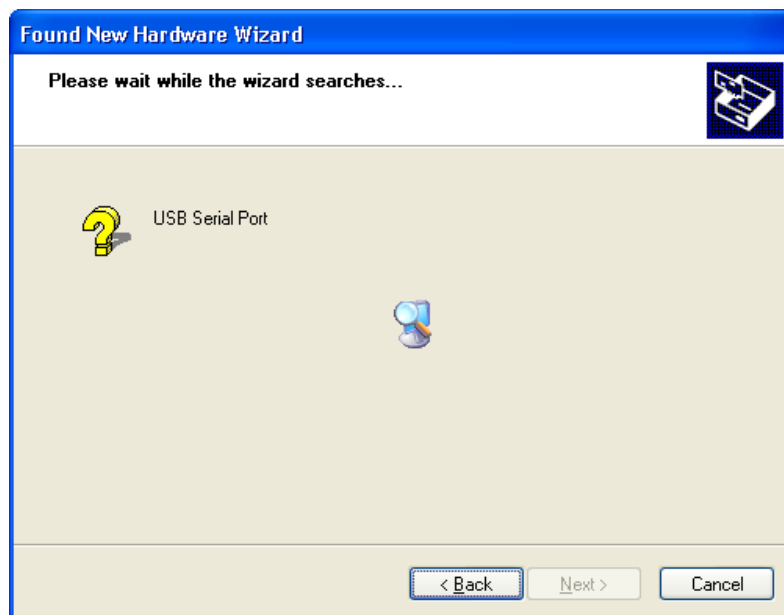 Found New Hardware Wizard
Please wait while the wizard searches...
USB Serial Port
< Back
Next >
Cancel